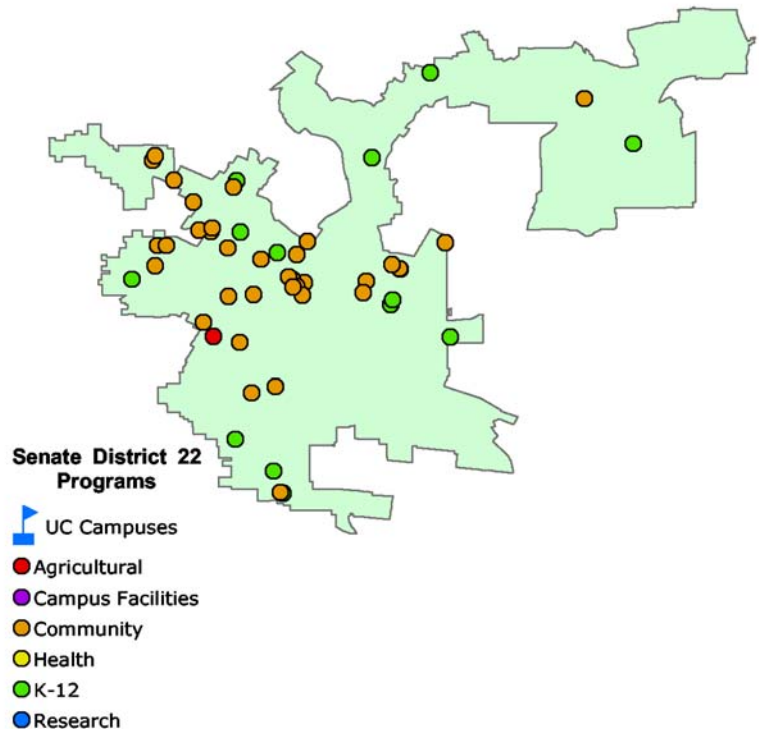 Senate District 22
Programs
UC Campuses
Agricultural
Campus Facilities
Community
Health
K-12
Research